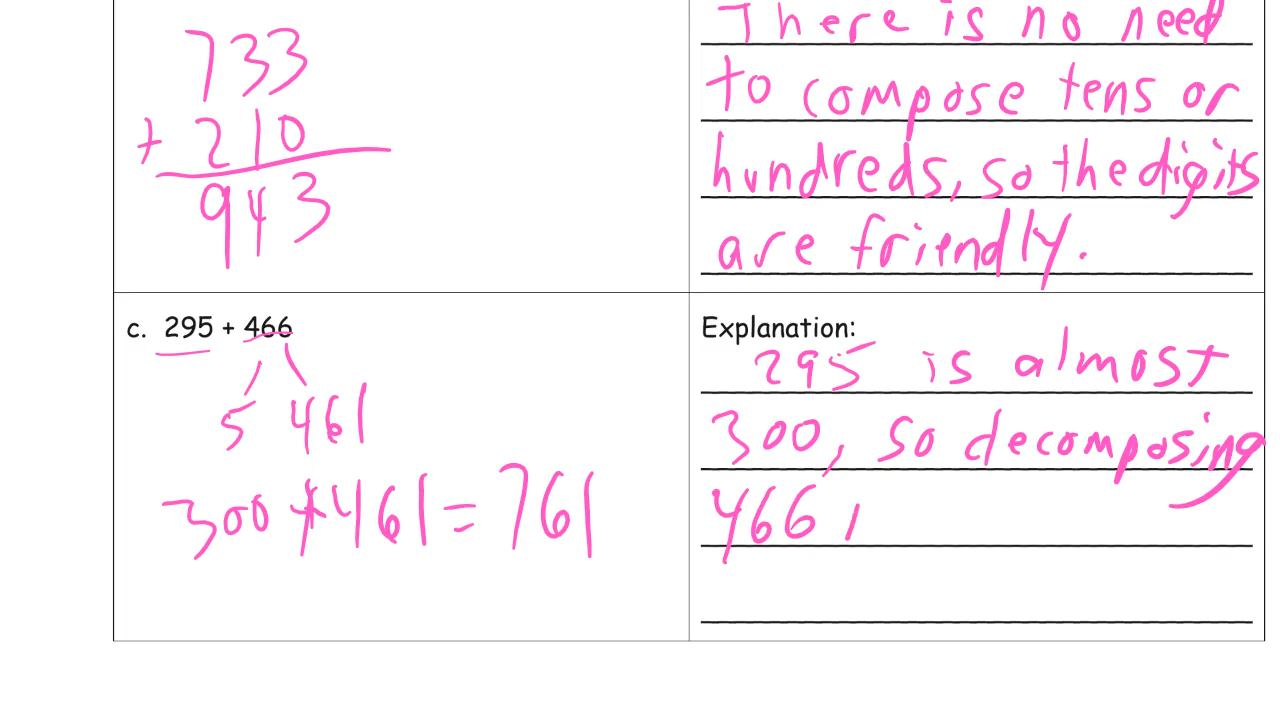 733
+ 210
943
There is no need
to compose tens or
hundreds, so the digits
are friendly.
c. 295 + 466
5 461
300 + 461 = 761
Explanation:
295 is almost
300, so decomposing
466